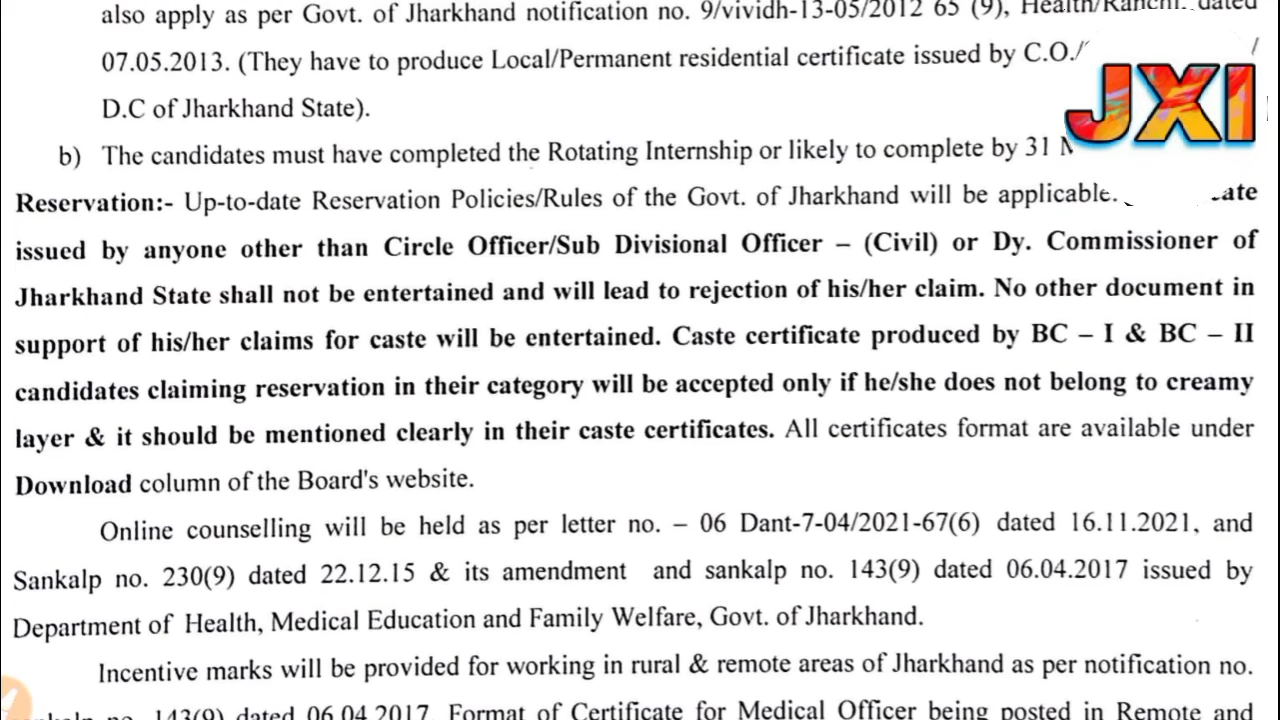 also apply as per Govt. of Jharkhand notification no. 9/vividh-13-05/2012 65 (9), Health/Ranchi. dated
07.05.2013. (They have to produce Local/Permanent residential certificate issued by C.O./ /
D.C of Jharkhand State).
JXI
b) The candidates must have completed the Rotating Internship or likely to complete by 31
Reservation:- Up-to-date Reservation Policies/Rules of the Govt. of Jharkhand will be applicable.
issued by anyone other than Circle Officer/Sub Divisional Officer – (Civil) or Dy. Commissioner of
Jharkhand State shall not be entertained and will lead to rejection of his/her claim. No other document in
support of his/her claims for caste will be entertained. Caste certificate produced by BC – I & BC – II
candidates claiming reservation in their category will be accepted only if he/she does not belong to creamy
layer & it should be mentioned clearly in their caste certificates. All certificates format are available under
Download column of the Board's website.
Online counselling will be held as per letter no. – 06 Dant-7-04/2021-67(6) dated 16.11.2021, and
Sankalp no. 230(9) dated 22.12.15 & its amendment and sankalp no. 143(9) dated 06.04.2017 issued by
Department of Health, Medical Education and Family Welfare, Govt. of Jharkhand.
Incentive marks will be provided for working in rural & remote areas of Jharkhand as per notification no.
sankalp no. 143(9) dated 06.04.2017. Format of Certificate for Medical Officer being posted in Remote and